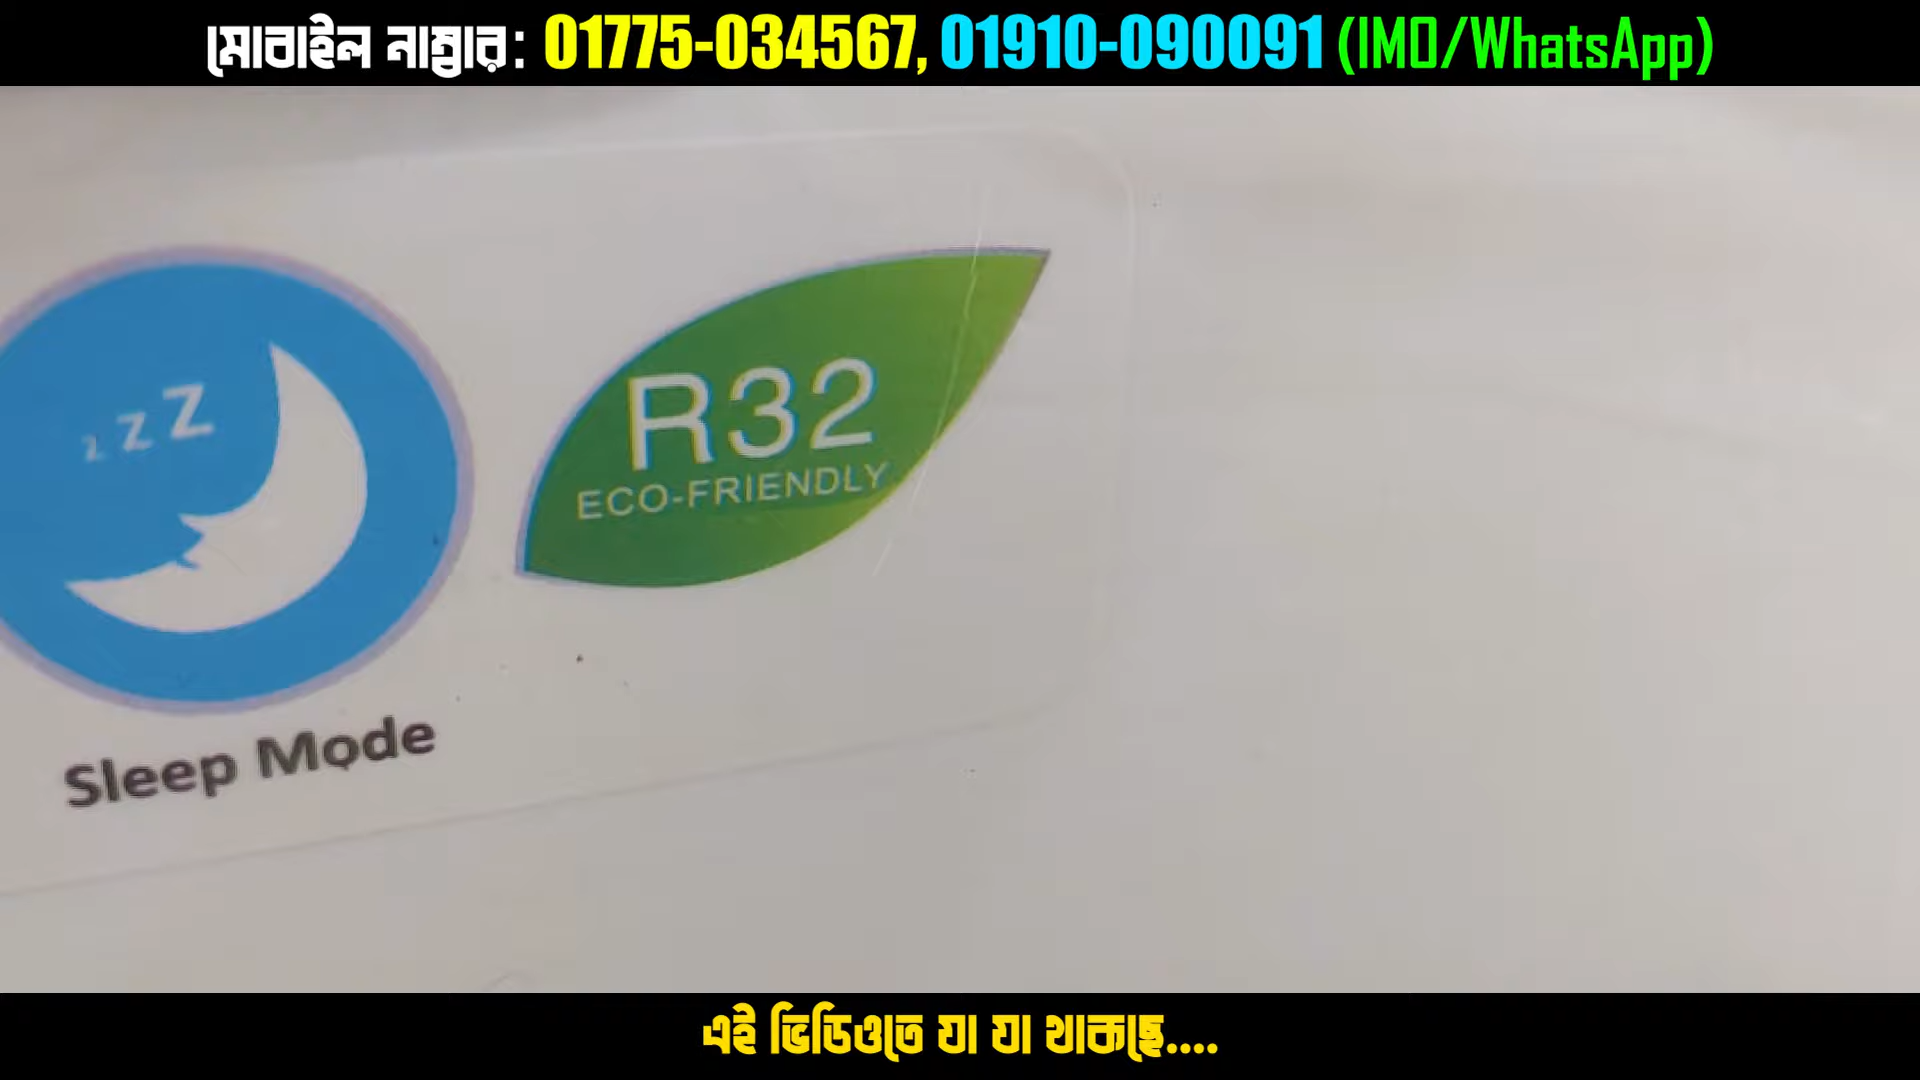 মোবাইল নাম্বার: 01775-034567, 01910-090091 (IMO/WhatsApp)
z z Z
R32
ECO-FRIENDLY
Sleep Mode
এই ভিডিওতে যা যা থাকছে....